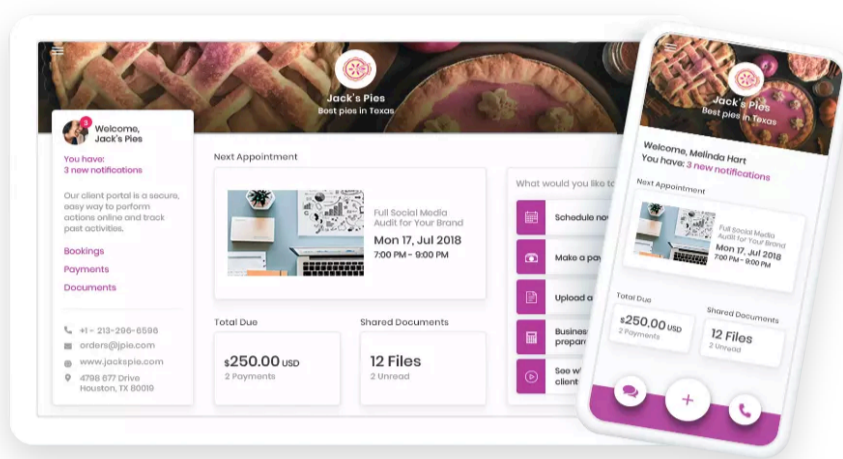 Jack's Pies
Best pies in Texas
3
Welcome,
Jack's Pies
You have:
3 new notifications
Our client portal is a secure,
easy way to porform
actions online and track
past activities.
Bookings
Payments
Documents
+1 - 213-296-6596
orders@jpie.com
www.jackspie.com
4798 677 Drive
Houston, TX 80019
Next Appointment
Full Social Media
Audit for Your Brand
Mon 17, Jul 2018
7:00 PM - 9:00 PM
Total Due
$250.00 USD
2 Payments
Shared Documents
12 Files
2 Unread
What would you like to
Schedule now
Make a pay
Upload a
Busines
prepar
See w
client
Jack's Pies
Best pies in Texas
Welcome, Melinda Hart
You have: 3 new notifications
Next Appointment
Full Social Media
Audit for Your Brand
Mon 17, Jul 2018
7:00 PM - 9:00 PM
Total Due
$250.00 USD
2 Payments
Shared Documents
12 Files
2 Unread